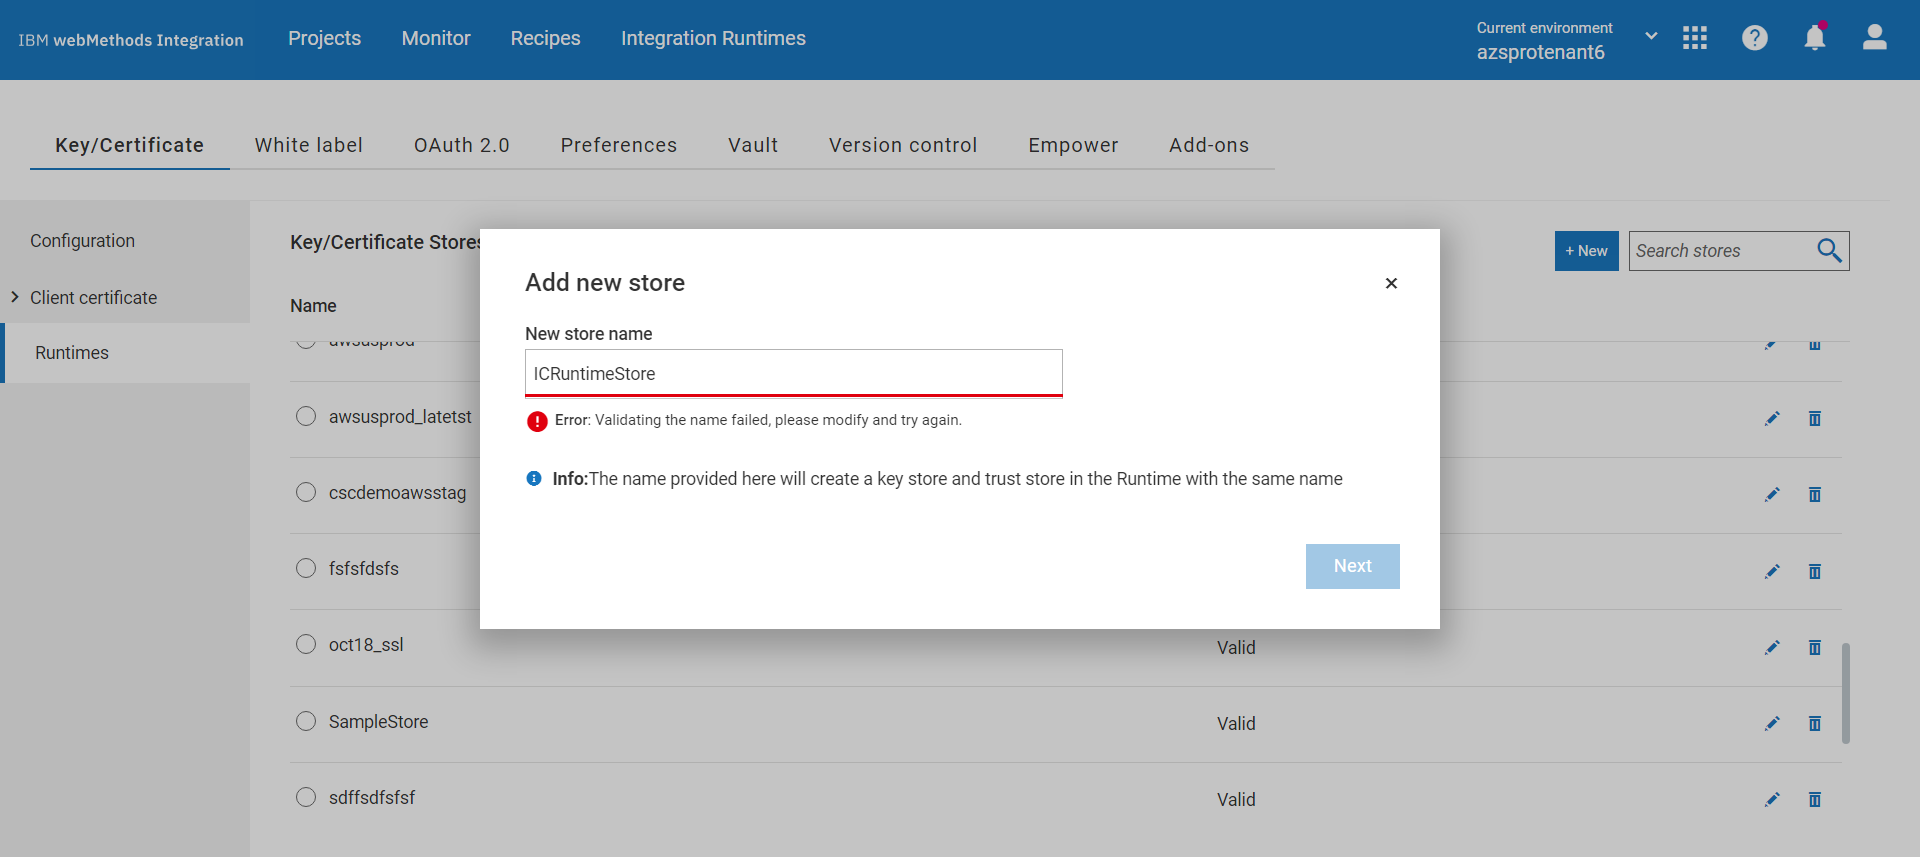 IBM webMethods Integration
Projects
Monitor
Recipes
Integration Runtimes
Current environment
azsprotenant6
Key/Certificate
White label
OAuth 2.0
Preferences
Vault
Version control
Empower
Add-ons
Configuration
Client certificate
Runtimes
Key/Certificate Stores
+ New
Search stores
Name
awsusprod
awsusprod_latetst
cscdemoawsstag
fsfsfdsfs
oct18_ssl
Valid
SampleStore
Valid
sdffsdfsfsf
Valid
Add new store
×
New store name
ICRuntimeStore
Error: Validating the name failed, please modify and try again.
Info:The name provided here will create a key store and trust store in the Runtime with the same name
Next